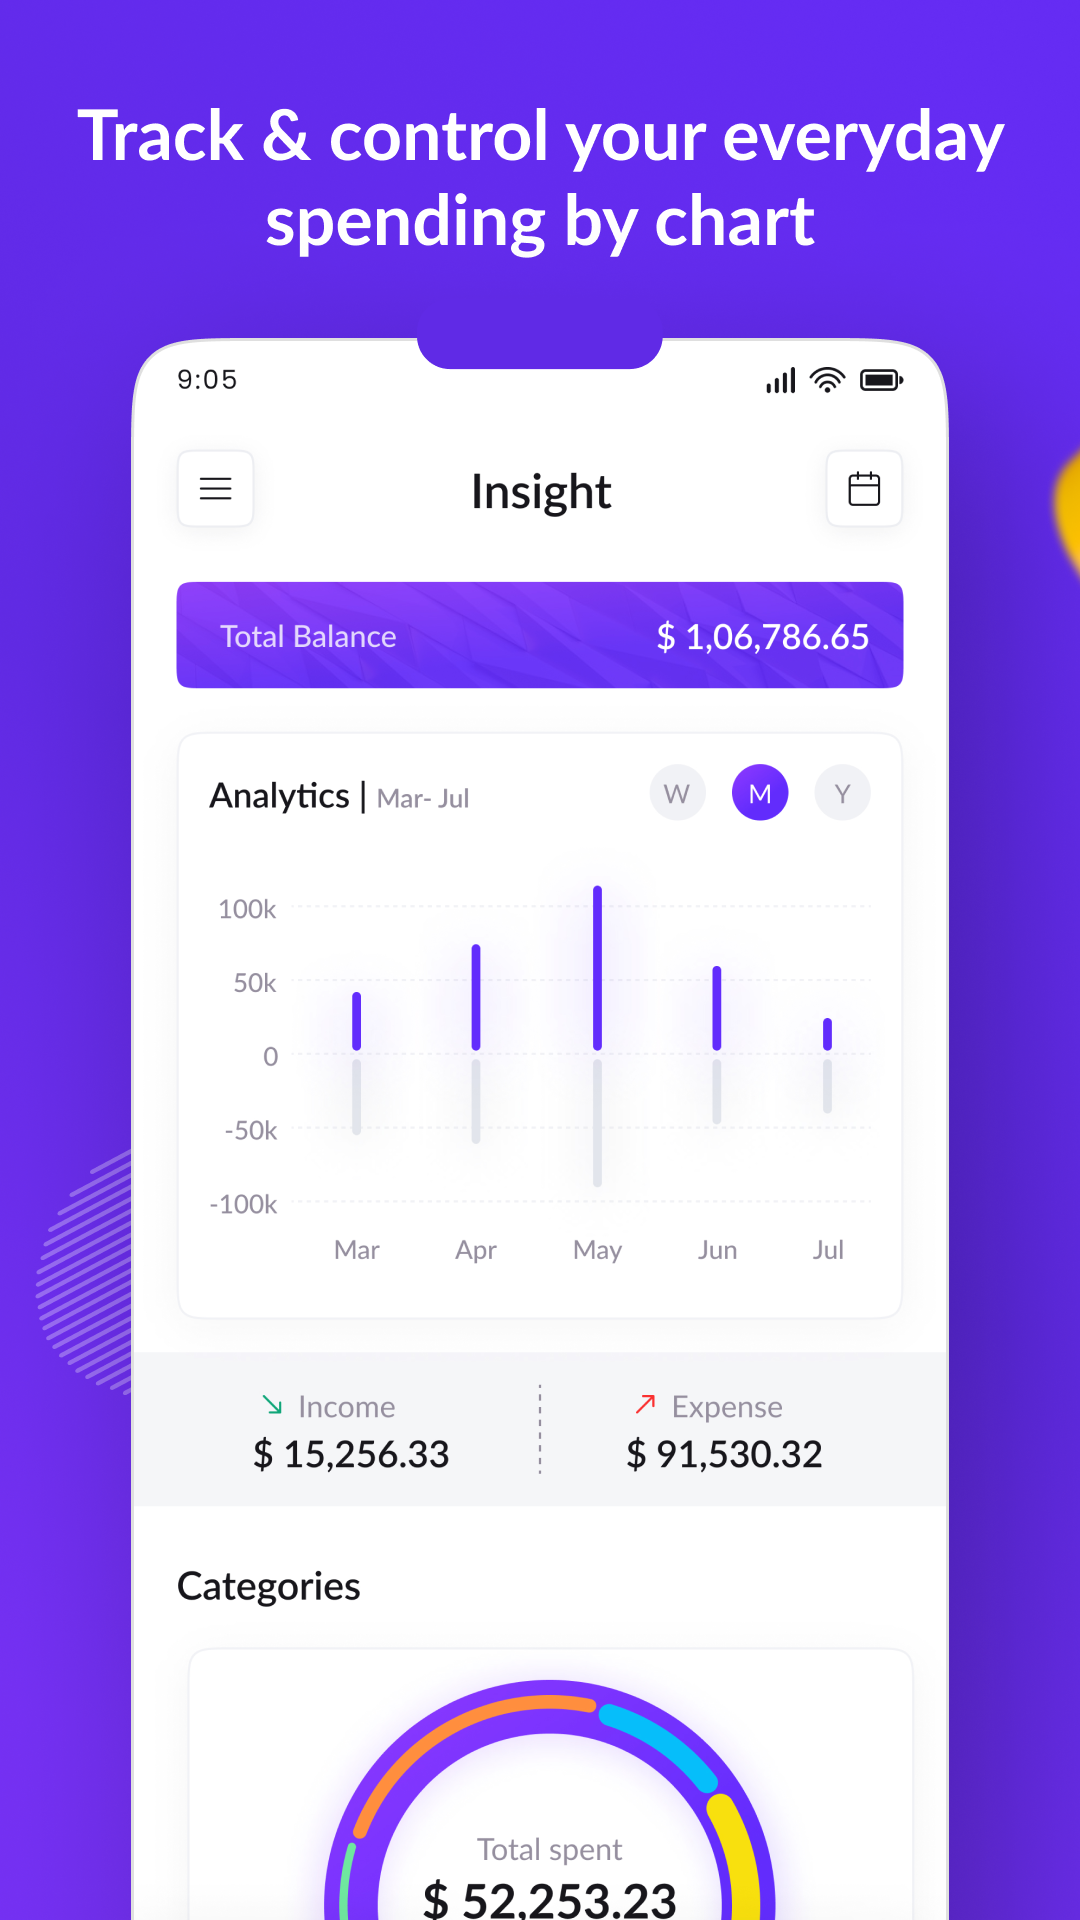 Track & control your everyday
spending by chart
9:05
Insight
Total Balance
$ 1,06,786.65
Analytics | Mar- Jul
W
M
Y
100k
50k
0
-50k
-100k
Mar
Apr
May
Jun
Jul
Income
$ 15,256.33
Expense
$ 91,530.32
Categories
Total spent
$ 52,253.23